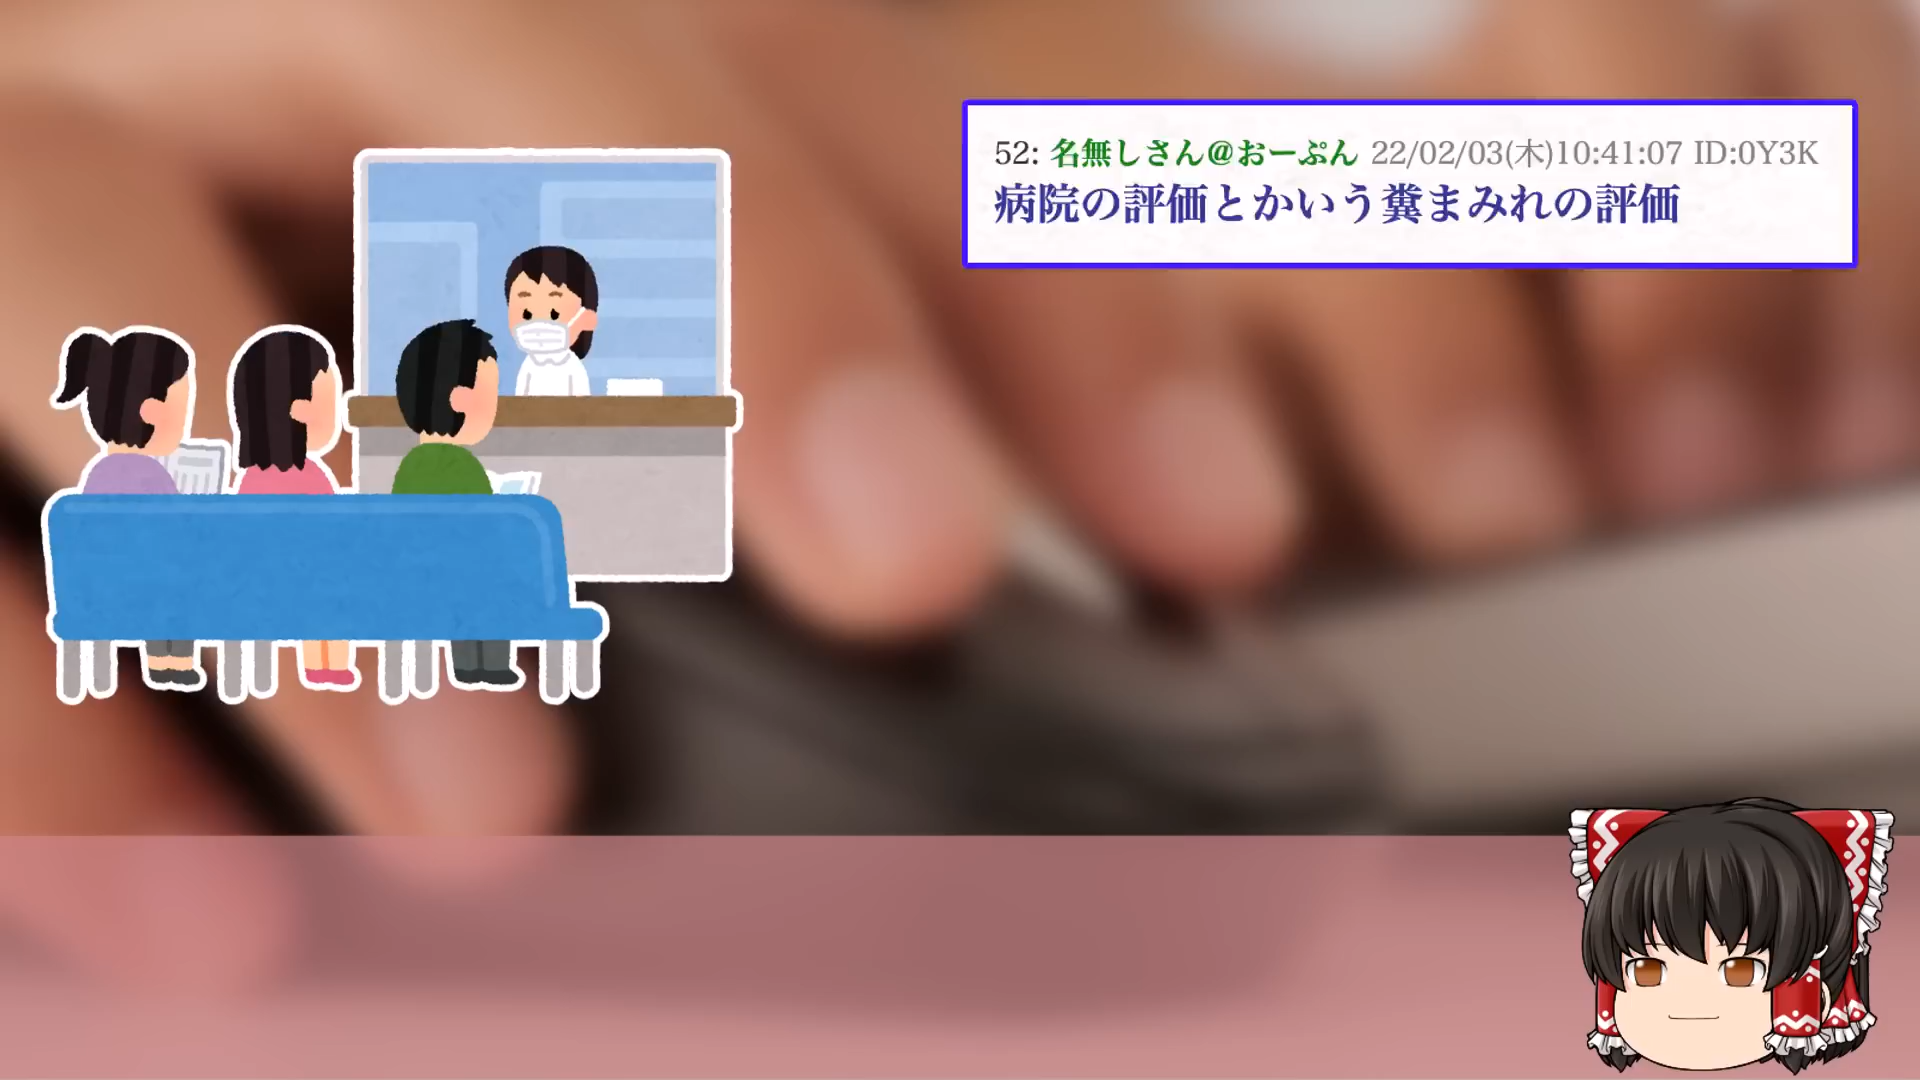 52: 名無しさん@おーぷん 22/02/03(木)10:41:07 ID:0Y3K
病院の評価とかいう糞まみれの評価